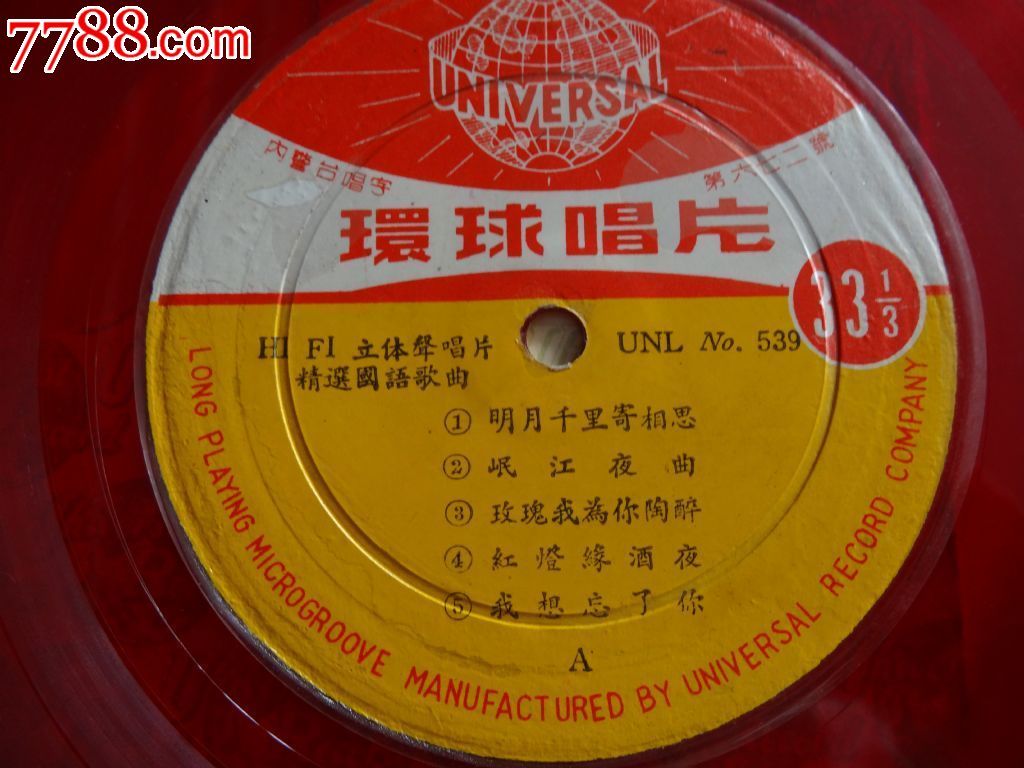 7788.com
UNIVERSAL
內警台唱字 第六二二號
環球唱片
33 1/3
HI FI 立体聲唱片 UNL No. 539
精選國語歌曲
① 明月千里寄相思
② 岷江夜曲
③ 玫瑰我為你陶醉
④ 紅燈緣酒夜
⑤ 我想忘了你
A
LONG PLAYING MICROGROOVE MANUFACTURED BY UNIVERSAL RECORD COMPANY